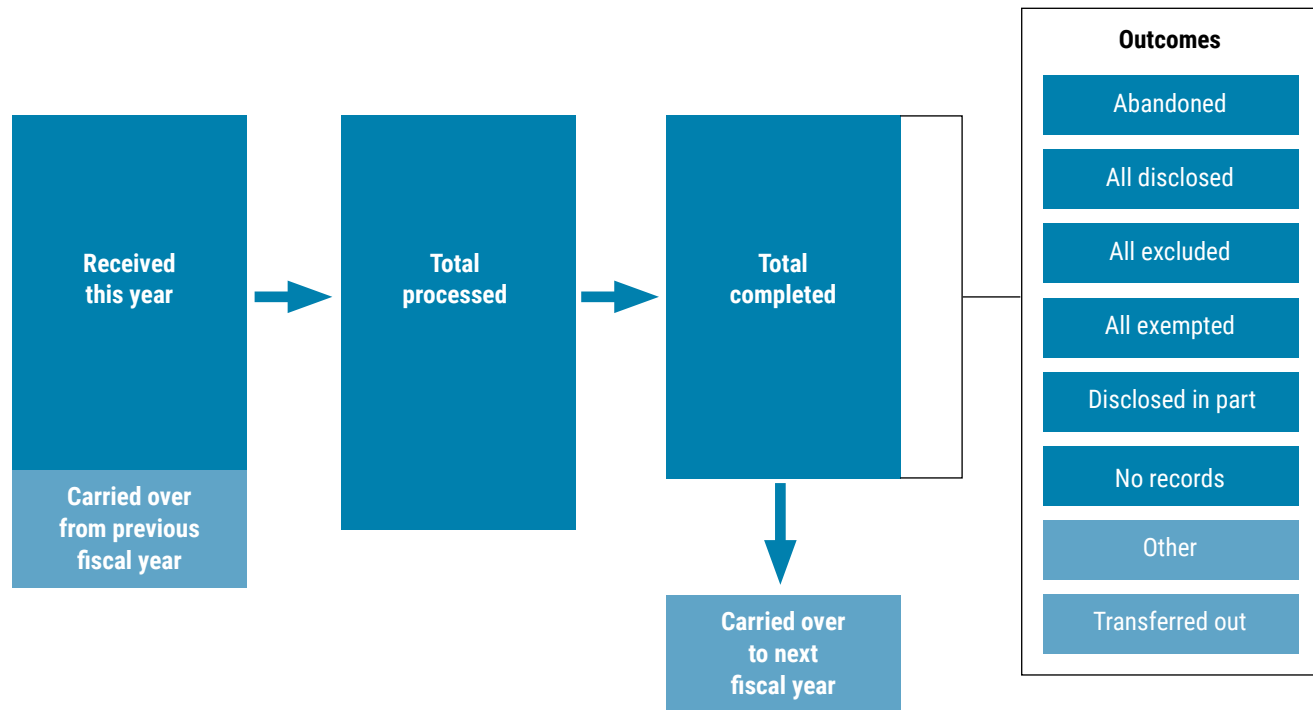 Received
this year
Carried over
from previous
fiscal year
Total
processed
Total
completed
Carried over
to next
fiscal year
Outcomes
Abandoned
All disclosed
All excluded
All exempted
Disclosed in part
No records
Other
Transferred out